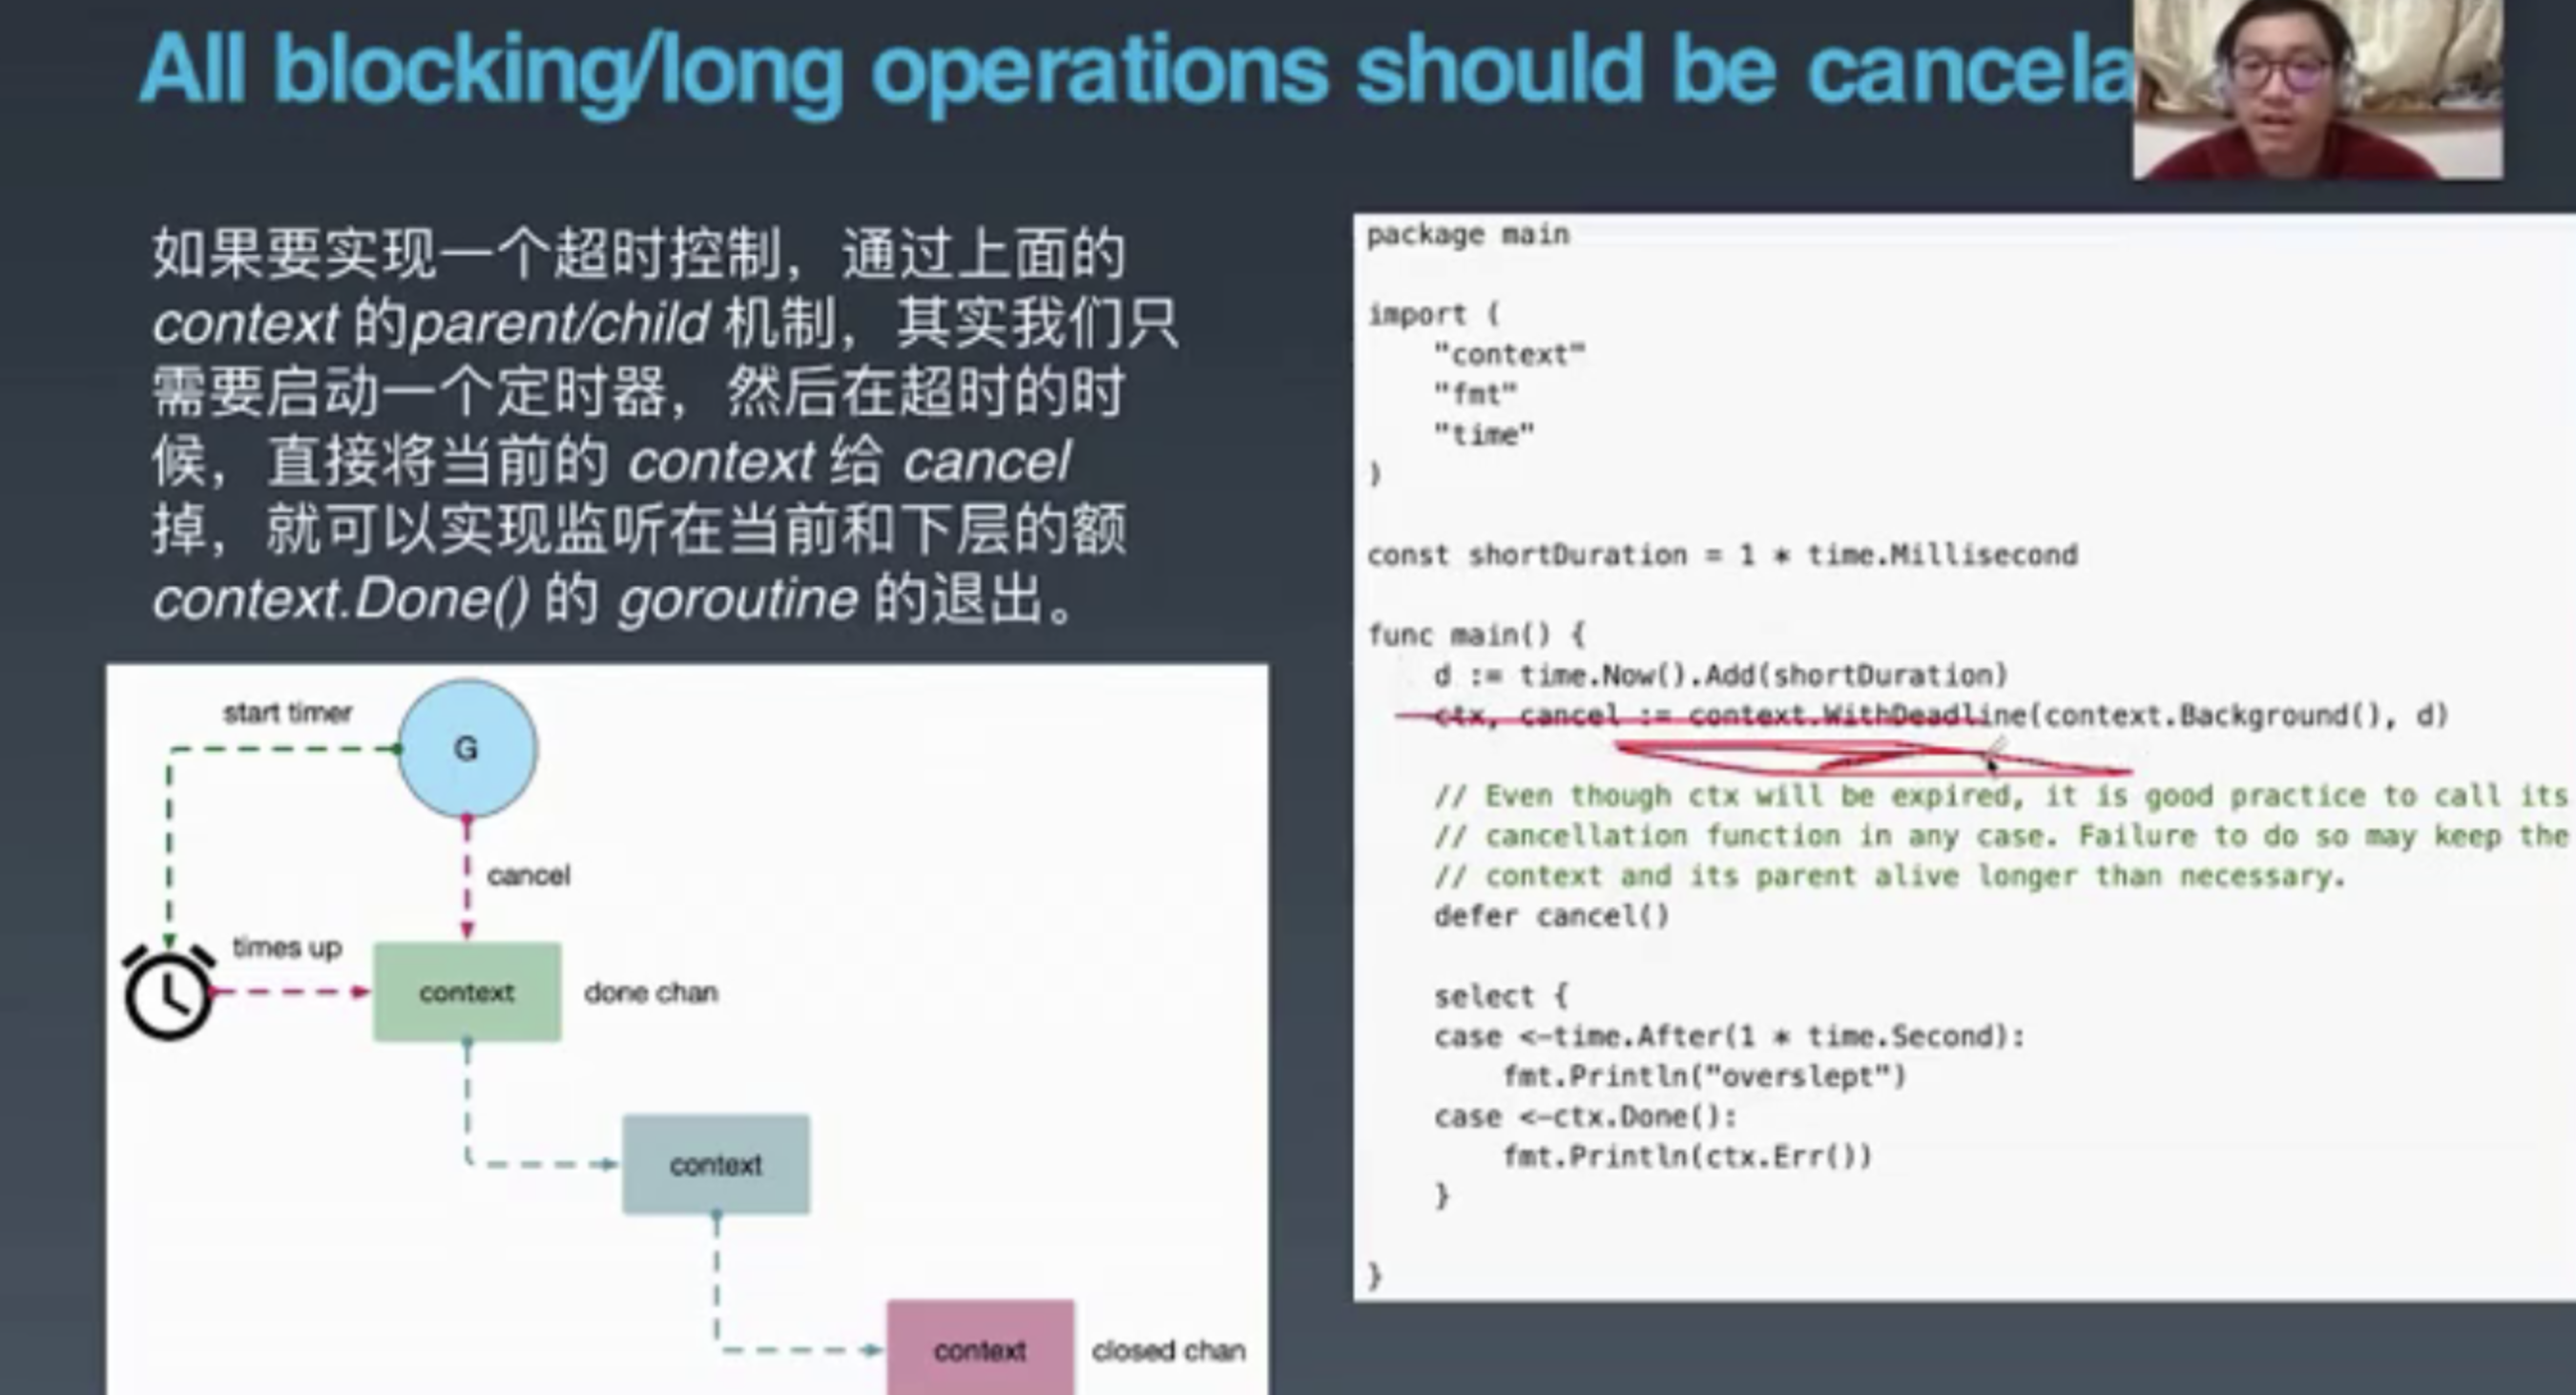 All blocking/long operations should be cancela
如果要实现一个超时控制，通过上面的
context 的parent/child 机制，其实我们只
需要启动一个定时器，然后在超时的时
候，直接将当前的 context 给 cancel
掉，就可以实现监听在当前和下层的额
context.Done() 的 goroutine 的退出。
start timer
G
cancel
times up
context
done chan
context
context
closed chan
package main
import (
"context"
"fmt"
"time"
)
const shortDuration = 1 * time.Millisecond
func main() {
d := time.Now().Add(shortDuration)
ctx, cancel := context.WithDeadline(context.Background(), d)
// Even though ctx will be expired, it is good practice to call its
// cancellation function in any case. Failure to do so may keep the
// context and its parent alive longer than necessary.
defer cancel()
select {
case <-time.After(1 * time.Second):
fmt.Println("overslept")
case <-ctx.Done():
fmt.Println(ctx.Err())
}
}